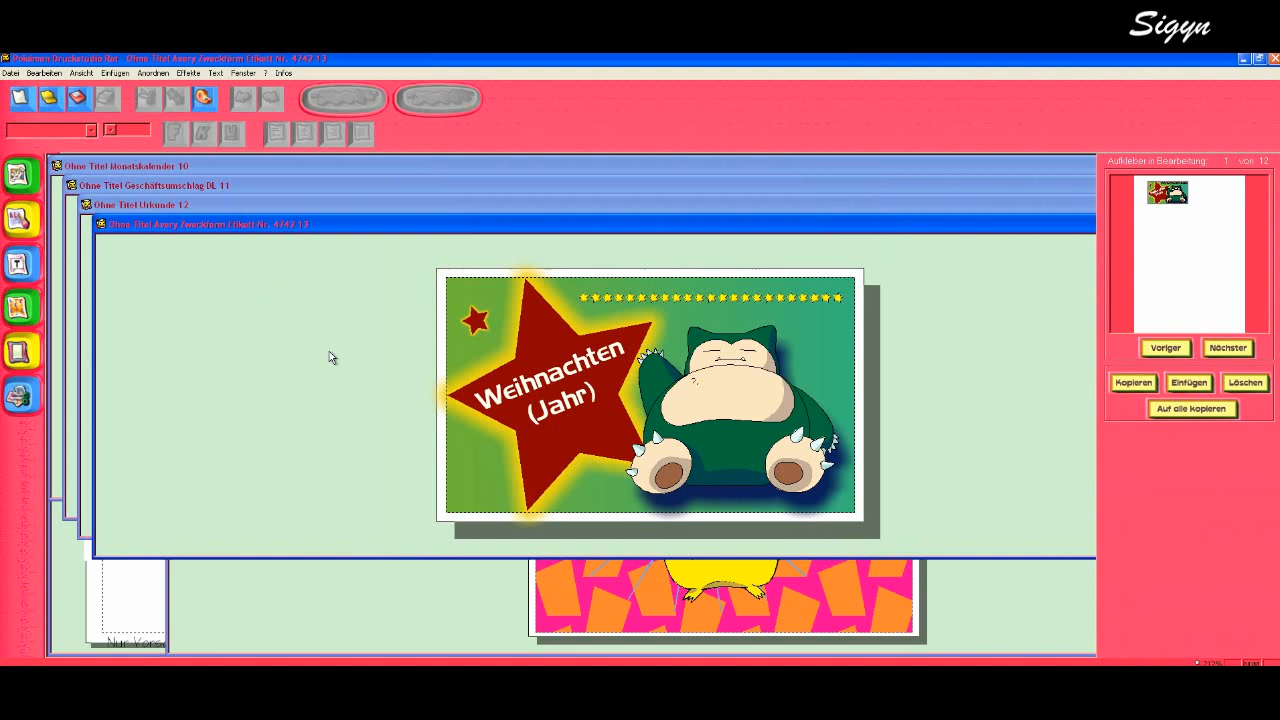 Sigyn
Pokémon Druckstudio Rot - Ohne Titel Avery Zweckform Etikett Nr. 4742 13
Datei Bearbeiten Ansicht Einfügen Anordnen Effekte Text Fenster ? Infos
Ohne Titel Monatskalender 10
Ohne Titel Geschäftsumschlag DL 11
Ohne Titel Urkunde 12
Ohne Titel Avery Zweckform Etikett Nr. 4742 13
Weihnachten
(Jahr)
Aufkleber in Bearbeitung: 1 von 12
Voriger Nächster
Kopieren Einfügen Löschen
Auf alle kopieren
Nur Vors